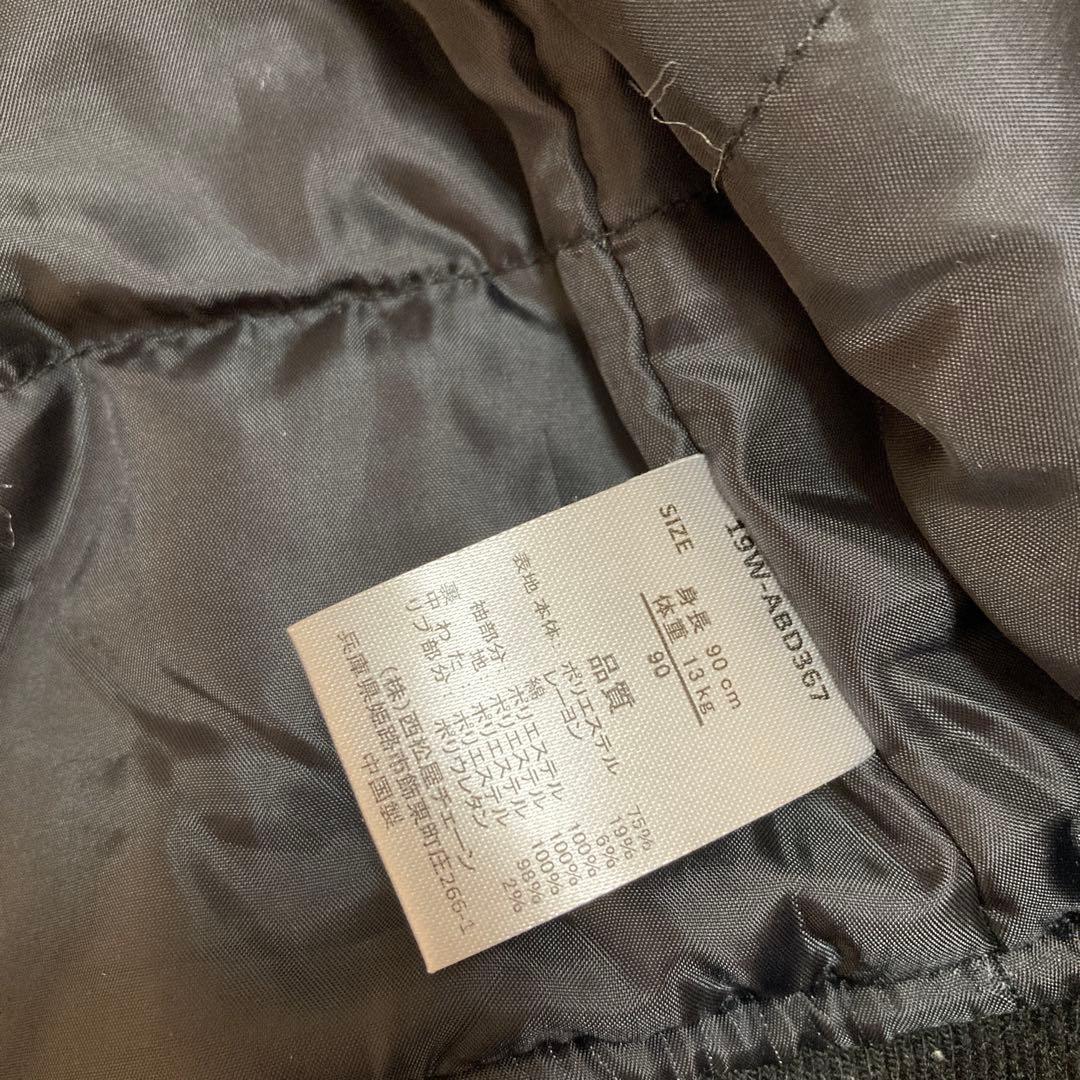 19W-ABD367
SIZE 身長 90cm
体重 13kg
90
品質
表地 本体: ポリエステル 75%
レーヨン 19%
綿 6%
袖部分: ポリエステル 100%
裏地: ポリエステル 100%
中わた: ポリエステル 100%
リブ部分: ポリエステル 98%
ポリウレタン 2%
(株)西松屋チェーン
兵庫県姫路市飾東町庄266-1
中国製